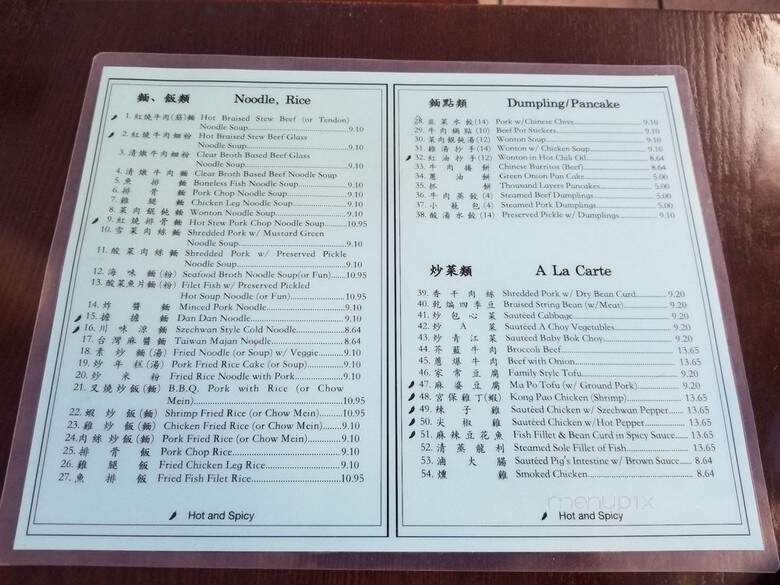 麵、飯類 Noodle, Rice
1. 紅燒牛肉(筋)麵 Hot Braised Stew Beef (or Tendon)
Noodle Soup 9.10
2. 紅燒牛肉細粉 Hot Braised Stew Beef Glass
Noodle Soup 9.10
3. 清燉牛肉細粉 Clear Broth Based Beef Glass
Noodle Soup 9.10
4. 清燉牛肉麵 Clear Broth Based Beef Noodle Soup
5. 魚排麵 Boneless Fish Noodle Soup 9.10
6. 排骨麵 Pork Chop Noodle Soup 9.10
7. 雞腿麵 Chicken Leg Noodle Soup 9.10
8. 菜肉餛飩麵 Wonton Noodle Soup 9.10
9. 紅燒排骨麵 Hot Stew Pork Chop Noodle Soup 10.95
10. 雪菜肉絲麵 Shredded Pork w/ Mustard Green
Noodle Soup 9.10
11. 酸菜肉絲麵 Shredded Pork w/ Preserved Pickle
Noodle Soup 9.10
12. 海味麵(粉) Seafood Broth Noodle Soup(or Fun) 10.95
13. 酸菜魚片麵(粉) Filet Fish w/ Preserved Pickled
Hot Soup Noodle (or Fun) 10.95
14. 炸醬麵 Minced Pork Noodle 9.10
15. 擔擔麵 Dan Dan Noodle 9.10
16. 川味涼麵 Szechwan Style Cold Noodle 8.64
17. 台灣麻醬麵 Taiwan Majan Noodle 8.64
18. 素炒麵(湯) Fried Noodle (or Soup) w/ Veggie 9.10
19. 炒年糕(湯) Pork Fried Rice Cake (or Soup) 9.10
20. 炒米粉 Fried Rice Noodle with Pork 9.10
21. 叉燒炒飯(麵) B.B.Q. Pork with Rice (or Chow
Mein) 10.95
22. 蝦炒飯(麵) Shrimp Fried Rice (or Chow Mein) 10.95
23. 雞炒飯(麵) Chicken Fried Rice (or Chow Mein) 9.10
24. 肉絲炒飯(麵) Pork Fried Rice (or Chow Mein) 9.10
25. 排骨飯 Pork Chop Rice 9.10
26. 雞腿飯 Fried Chicken Leg Rice 9.10
27. 魚排飯 Fried Fish Filet Rice 9.10
Hot and Spicy
麵點類 Dumpling/Pancake
28. 韭菜水餃(14) Pork w/Chinese Chive 9.10
29. 牛肉鍋貼(10) Beef Pot Stickers 9.10
30. 菜肉餛飩湯(12) Wonton Soup 9.10
31. 雞湯抄手(14) Wonton w/ Chicken Soup 9.10
32. 紅油抄手(12) Wonton in Hot Chili Oil 8.64
33. 牛肉捲餅 Chinese Burritos (Beef) 8.64
34. 蔥油餅 Green Onion Pan Cake 5.00
35. 抓餅 Thousand Layers Pancakes 5.00
36. 牛肉蒸餃(4) Steamed Beef Dumplings 5.00
37. 小籠包(4) Steamed Pork Dumplings 5.00
38. 酸湯水餃(14) Preserved Pickle w/ Dumplings 9.10
炒菜類 A La Carte
39. 香干肉絲 Shredded Pork w/ Dry Bean Curd 9.20
40. 乾煸四季豆 Braised String Bean (w/Meat) 9.20
41. 炒包心菜 Sautéed Cabbage 9.20
42. 炒A菜 Sautéed A Choy Vegetables 9.20
43. 炒青江菜 Sautéed Baby Bok Choy 9.20
44. 芥藍牛肉 Broccoli Beef 13.65
45. 蔥爆牛肉 Beef with Onion 13.65
46. 家常豆腐 Family Style Tofu 9.20
47. 麻婆豆腐 Ma Po Tofu (w/ Ground Pork) 9.20
48. 宮保雞丁(蝦) Kong Pao Chicken (Shrimp) 13.65
49. 辣子雞 Sautéed Chicken w/ Szechwan Pepper 13.65
50. 尖椒雞 Sautéed Chicken w/Hot Pepper 13.65
51. 麻辣豆花魚 Fish Fillet & Bean Curd in Spicy Sauce 13.65
52. 清蒸龍利 Steamed Sole Fillet of Fish 13.65
53. 油大腸 Sautéed Pig's Intestine w/ Brown Sauce 8.64
54. 燻雞 Smoked Chicken 8.64
menupix
Hot and Spicy